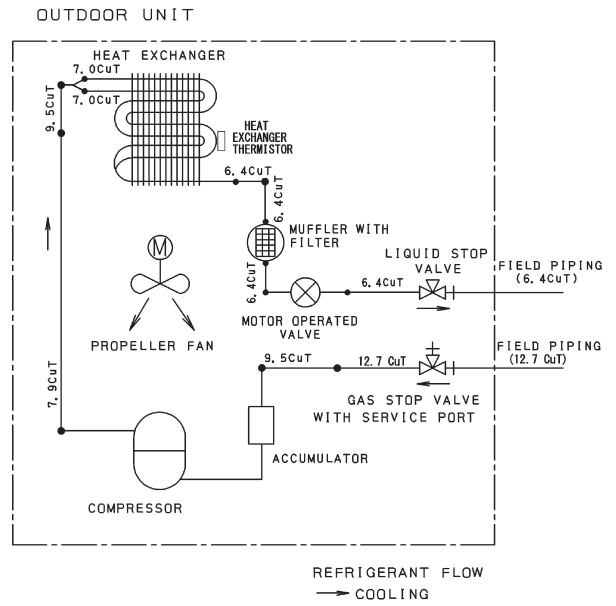 OUTDOOR UNIT
HEAT EXCHANGER
7.0CuT
7.0CuT
9.5CuT
HEAT
EXCHANGER
THERMISTOR
6.4CuT
6.4CuT
MUFFLER WITH
FILTER
6.4CuT
MOTOR OPERATED
VALVE
6.4CuT
LIQUID STOP
VALVE
FIELD PIPING
(6.4CuT)
M
PROPELLER FAN
7.9CuT
9.5CuT
12.7 CuT
FIELD PIPING
(12.7 CuT)
GAS STOP VALVE
WITH SERVICE PORT
ACCUMULATOR
COMPRESSOR
REFRIGERANT FLOW
COOLING